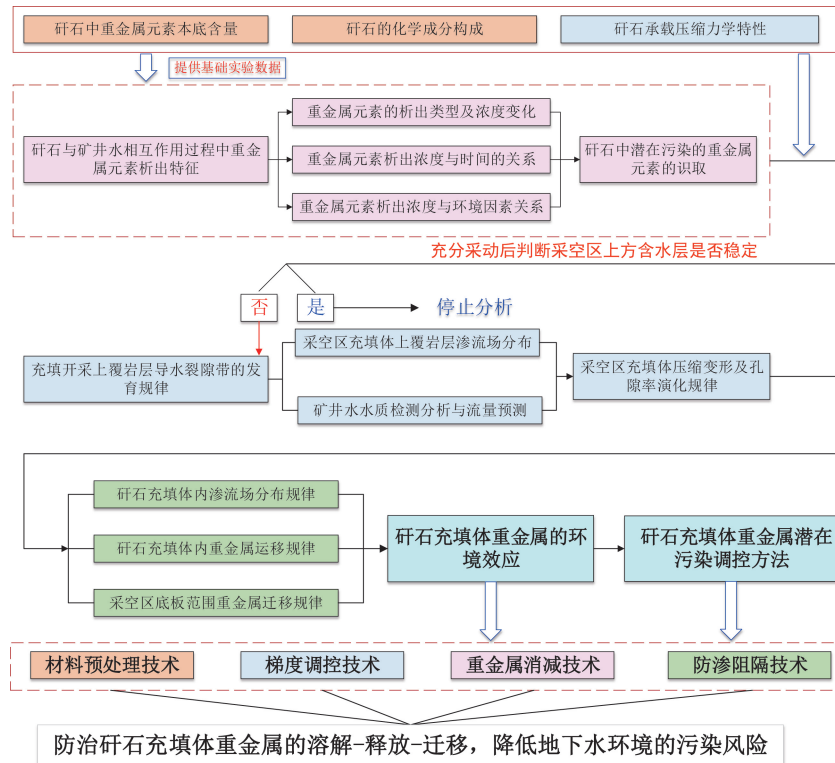 矸石中重金属元素本底含量
矸石的化学成分构成
矸石承载压缩力学特性
提供基础实验数据
重金属元素的析出类型及浓度变化
矸石与矿井水相互作用过程中重金
属元素析出特征
重金属元素析出浓度与时间的关系
矸石中潜在污染的重金属
元素的识取
重金属元素析出浓度与环境因素关系
充分采动后判断采空区上方含水层是否稳定
否
是
停止分析
采空区充填体上覆岩层渗流场分布
充填开采上覆岩层导水裂隙带的发
育规律
采空区充填体压缩变形及孔
隙率演化规律
矿井水水质检测分析与流量预测
矸石充填体内渗流场分布规律
矸石充填体内重金属运移规律
采空区底板范围重金属迁移规律
矸石充填体重金属的环
境效应
矸石充填体重金属潜在
污染调控方法
材料预处理技术
梯度调控技术
重金属消减技术
防渗阻隔技术
防治矸石充填体重金属的溶解-释放-迁移，降低地下水环境的污染风险